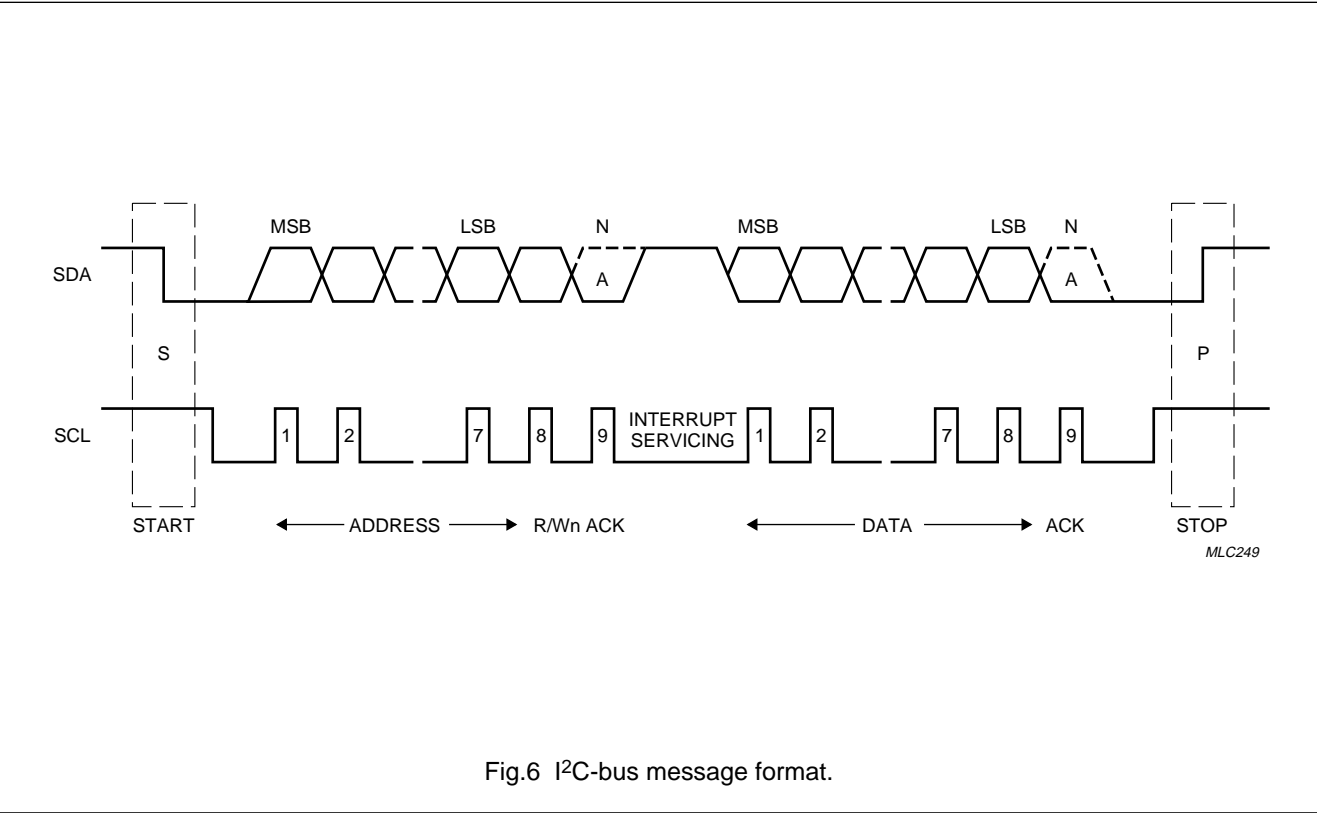 MSB LSB N MSB LSB N
SDA A A
S P
SCL 1 2 7 8 9 INTERRUPT SERVICING 1 2 7 8 9
START ADDRESS R/Wn ACK DATA ACK STOP
MLC249
Fig.6 I2C-bus message format.